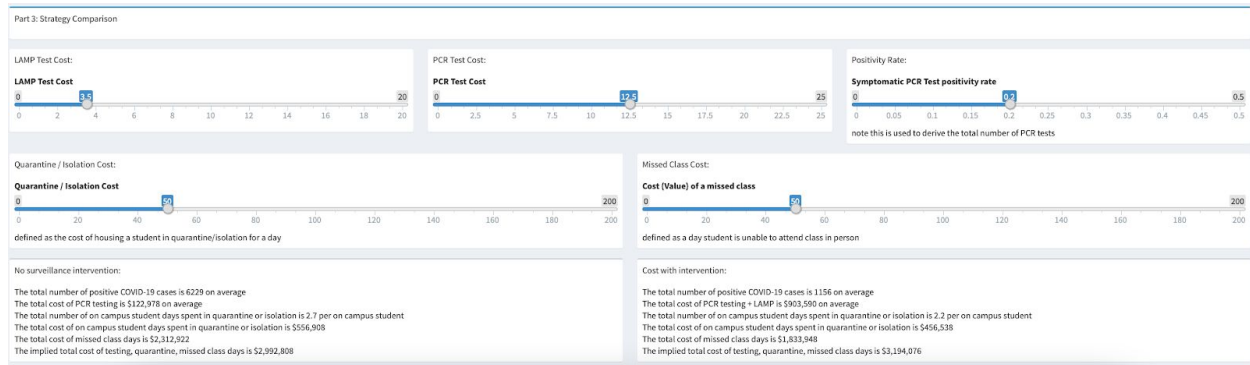 Part 3: Strategy Comparison
LAMP Test Cost:
LAMP Test Cost
0 3.5 20
0 2 4 6 8 10 12 14 16 18 20
PCR Test Cost:
PCR Test Cost
0 12.5 25
0 2.5 5 7.5 10 12.5 15 17.5 20 22.5 25
Positivity Rate:
Symptomatic PCR Test positivity rate
0 0.2 0.5
0 0.05 0.1 0.15 0.2 0.25 0.3 0.35 0.4 0.45 0.5
note this is used to derive the total number of PCR tests
Quarantine / Isolation Cost:
Quarantine / Isolation Cost
0 50 200
0 20 40 60 80 100 120 140 160 180 200
defined as the cost of housing a student in quarantine/isolation for a day
Missed Class Cost:
Cost (Value) of a missed class
0 50 200
0 20 40 60 80 100 120 140 160 180 200
defined as a day student is unable to attend class in person
No surveillance intervention:
The total number of positive COVID-19 cases is 6229 on average
The total cost of PCR testing is $122,978 on average
The total number of on campus student days spent in quarantine or isolation is 2.7 per on campus student
The total cost of on campus student days spent in quarantine or isolation is $556,908
The total cost of missed class days is $2,312,922
The implied total cost of testing, quarantine, missed class days is $2,992,808
Cost with intervention:
The total number of positive COVID-19 cases is 1156 on average
The total cost of PCR testing + LAMP is $903,590 on average
The total number of on campus student days spent in quarantine or isolation is 2.2 per on campus student
The total cost of on campus student days spent in quarantine or isolation is $456,538
The total cost of missed class days is $1,833,948
The implied total cost of testing, quarantine, missed class days is $3,194,076